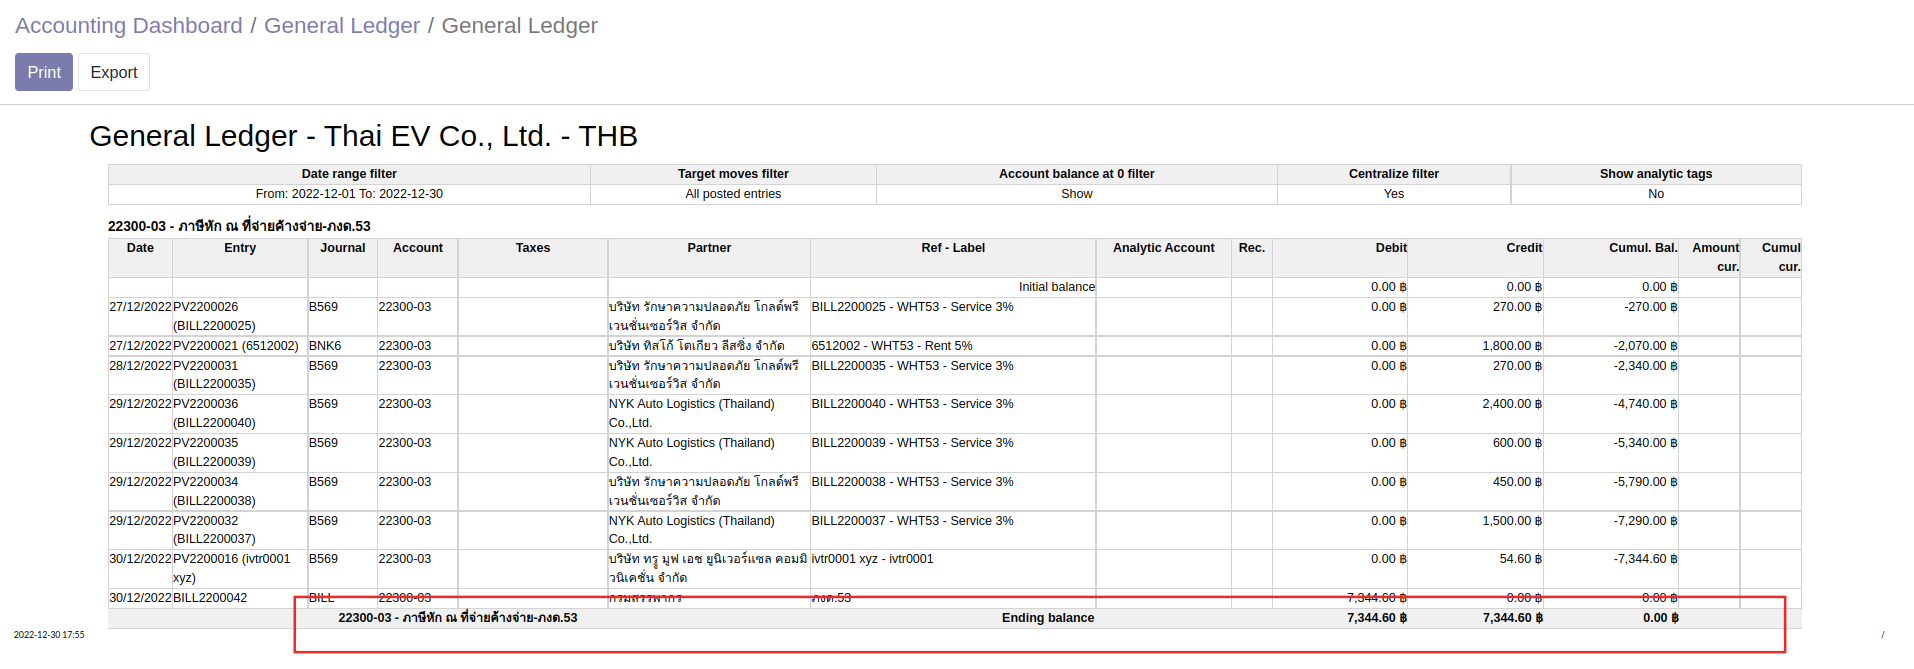 Accounting Dashboard / General Ledger / General Ledger
Print Export
General Ledger - Thai EV Co., Ltd. - THB
Date range filter Target moves filter Account balance at 0 filter Centralize filter Show analytic tags
From: 2022-12-01 To: 2022-12-30 All posted entries Show Yes No
22300-03 - ภาษีหัก ณ ที่จ่ายค้างจ่าย-ภงด.53
Date Entry Journal Account Taxes Partner Ref - Label Analytic Account Rec. Debit Credit Cumul. Bal. Amount Cumul
cur. cur.
Initial balance 0.00 ฿ 0.00 ฿ 0.00 ฿
27/12/2022 PV2200026 B569 22300-03 บริษัท รักษาความปลอดภัย โกลด์พรี BILL2200025 - WHT53 - Service 3% 0.00 ฿ 270.00 ฿ -270.00 ฿
(BILL2200025) เวนชั่นเซอร์วิส จำกัด
27/12/2022 PV2200021 (6512002) BNK6 22300-03 บริษัท ทิสโก้ โตเกียว ลีสซิ่ง จำกัด 6512002 - WHT53 - Rent 5% 0.00 ฿ 1,800.00 ฿ -2,070.00 ฿
28/12/2022 PV2200031 B569 22300-03 บริษัท รักษาความปลอดภัย โกลด์พรี BILL2200035 - WHT53 - Service 3% 0.00 ฿ 270.00 ฿ -2,340.00 ฿
(BILL2200035) เวนชั่นเซอร์วิส จำกัด
29/12/2022 PV2200036 B569 22300-03 NYK Auto Logistics (Thailand) BILL2200040 - WHT53 - Service 3% 0.00 ฿ 2,400.00 ฿ -4,740.00 ฿
(BILL2200040) Co.,Ltd.
29/12/2022 PV2200035 B569 22300-03 NYK Auto Logistics (Thailand) BILL2200039 - WHT53 - Service 3% 0.00 ฿ 600.00 ฿ -5,340.00 ฿
(BILL2200039) Co.,Ltd.
29/12/2022 PV2200034 B569 22300-03 บริษัท รักษาความปลอดภัย โกลด์พรี BILL2200038 - WHT53 - Service 3% 0.00 ฿ 450.00 ฿ -5,790.00 ฿
(BILL2200038) เวนชั่นเซอร์วิส จำกัด
29/12/2022 PV2200032 B569 22300-03 NYK Auto Logistics (Thailand) BILL2200037 - WHT53 - Service 3% 0.00 ฿ 1,500.00 ฿ -7,290.00 ฿
(BILL2200037) Co.,Ltd.
30/12/2022 PV2200016 (ivtr0001 B569 22300-03 บริษัท ทรู มูฟ เอช ยูนิเวอร์แซล คอมมิ ivtr0001 xyz - ivtr0001 0.00 ฿ 54.60 ฿ -7,344.60 ฿
xyz) วนิเคชั่น จำกัด
30/12/2022 BILL2200042 BILL 22300-03 กรมสรรพากร ภงด.53 7,344.60 ฿ 0.00 ฿ 0.00 ฿
22300-03 - ภาษีหัก ณ ที่จ่ายค้างจ่าย-ภงด.53 Ending balance 7,344.60 ฿ 7,344.60 ฿ 0.00 ฿
2022-12-30 17:55 /